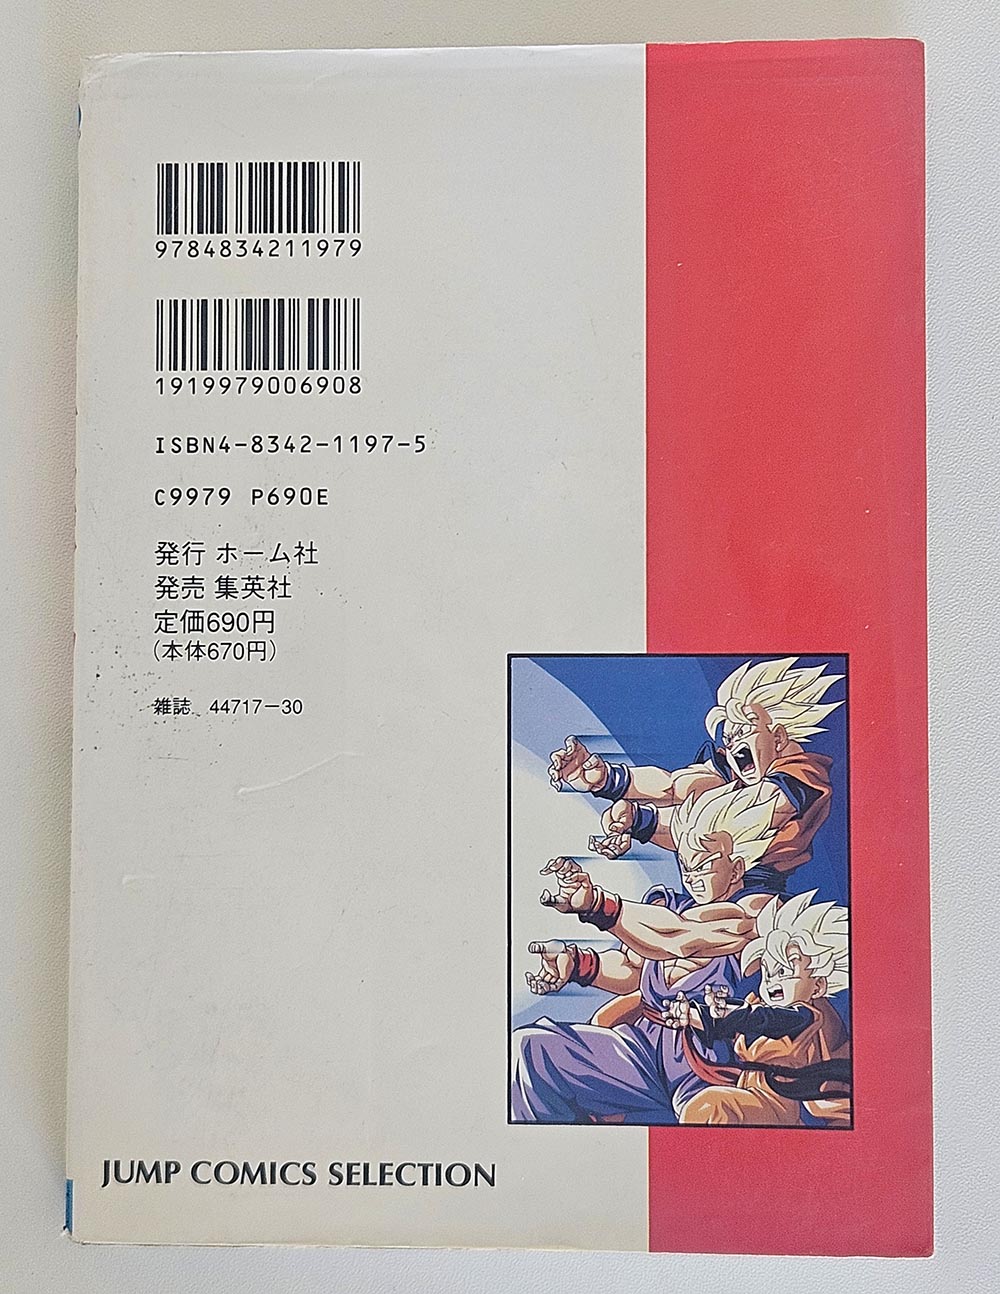 9784834211979
1919979006908
ISBN4-8342-1197-5
C9979 P690E
発行 ホーム社
発売 集英社
定価690円
(本体670円)
雑誌 44717-30
JUMP COMICS SELECTION